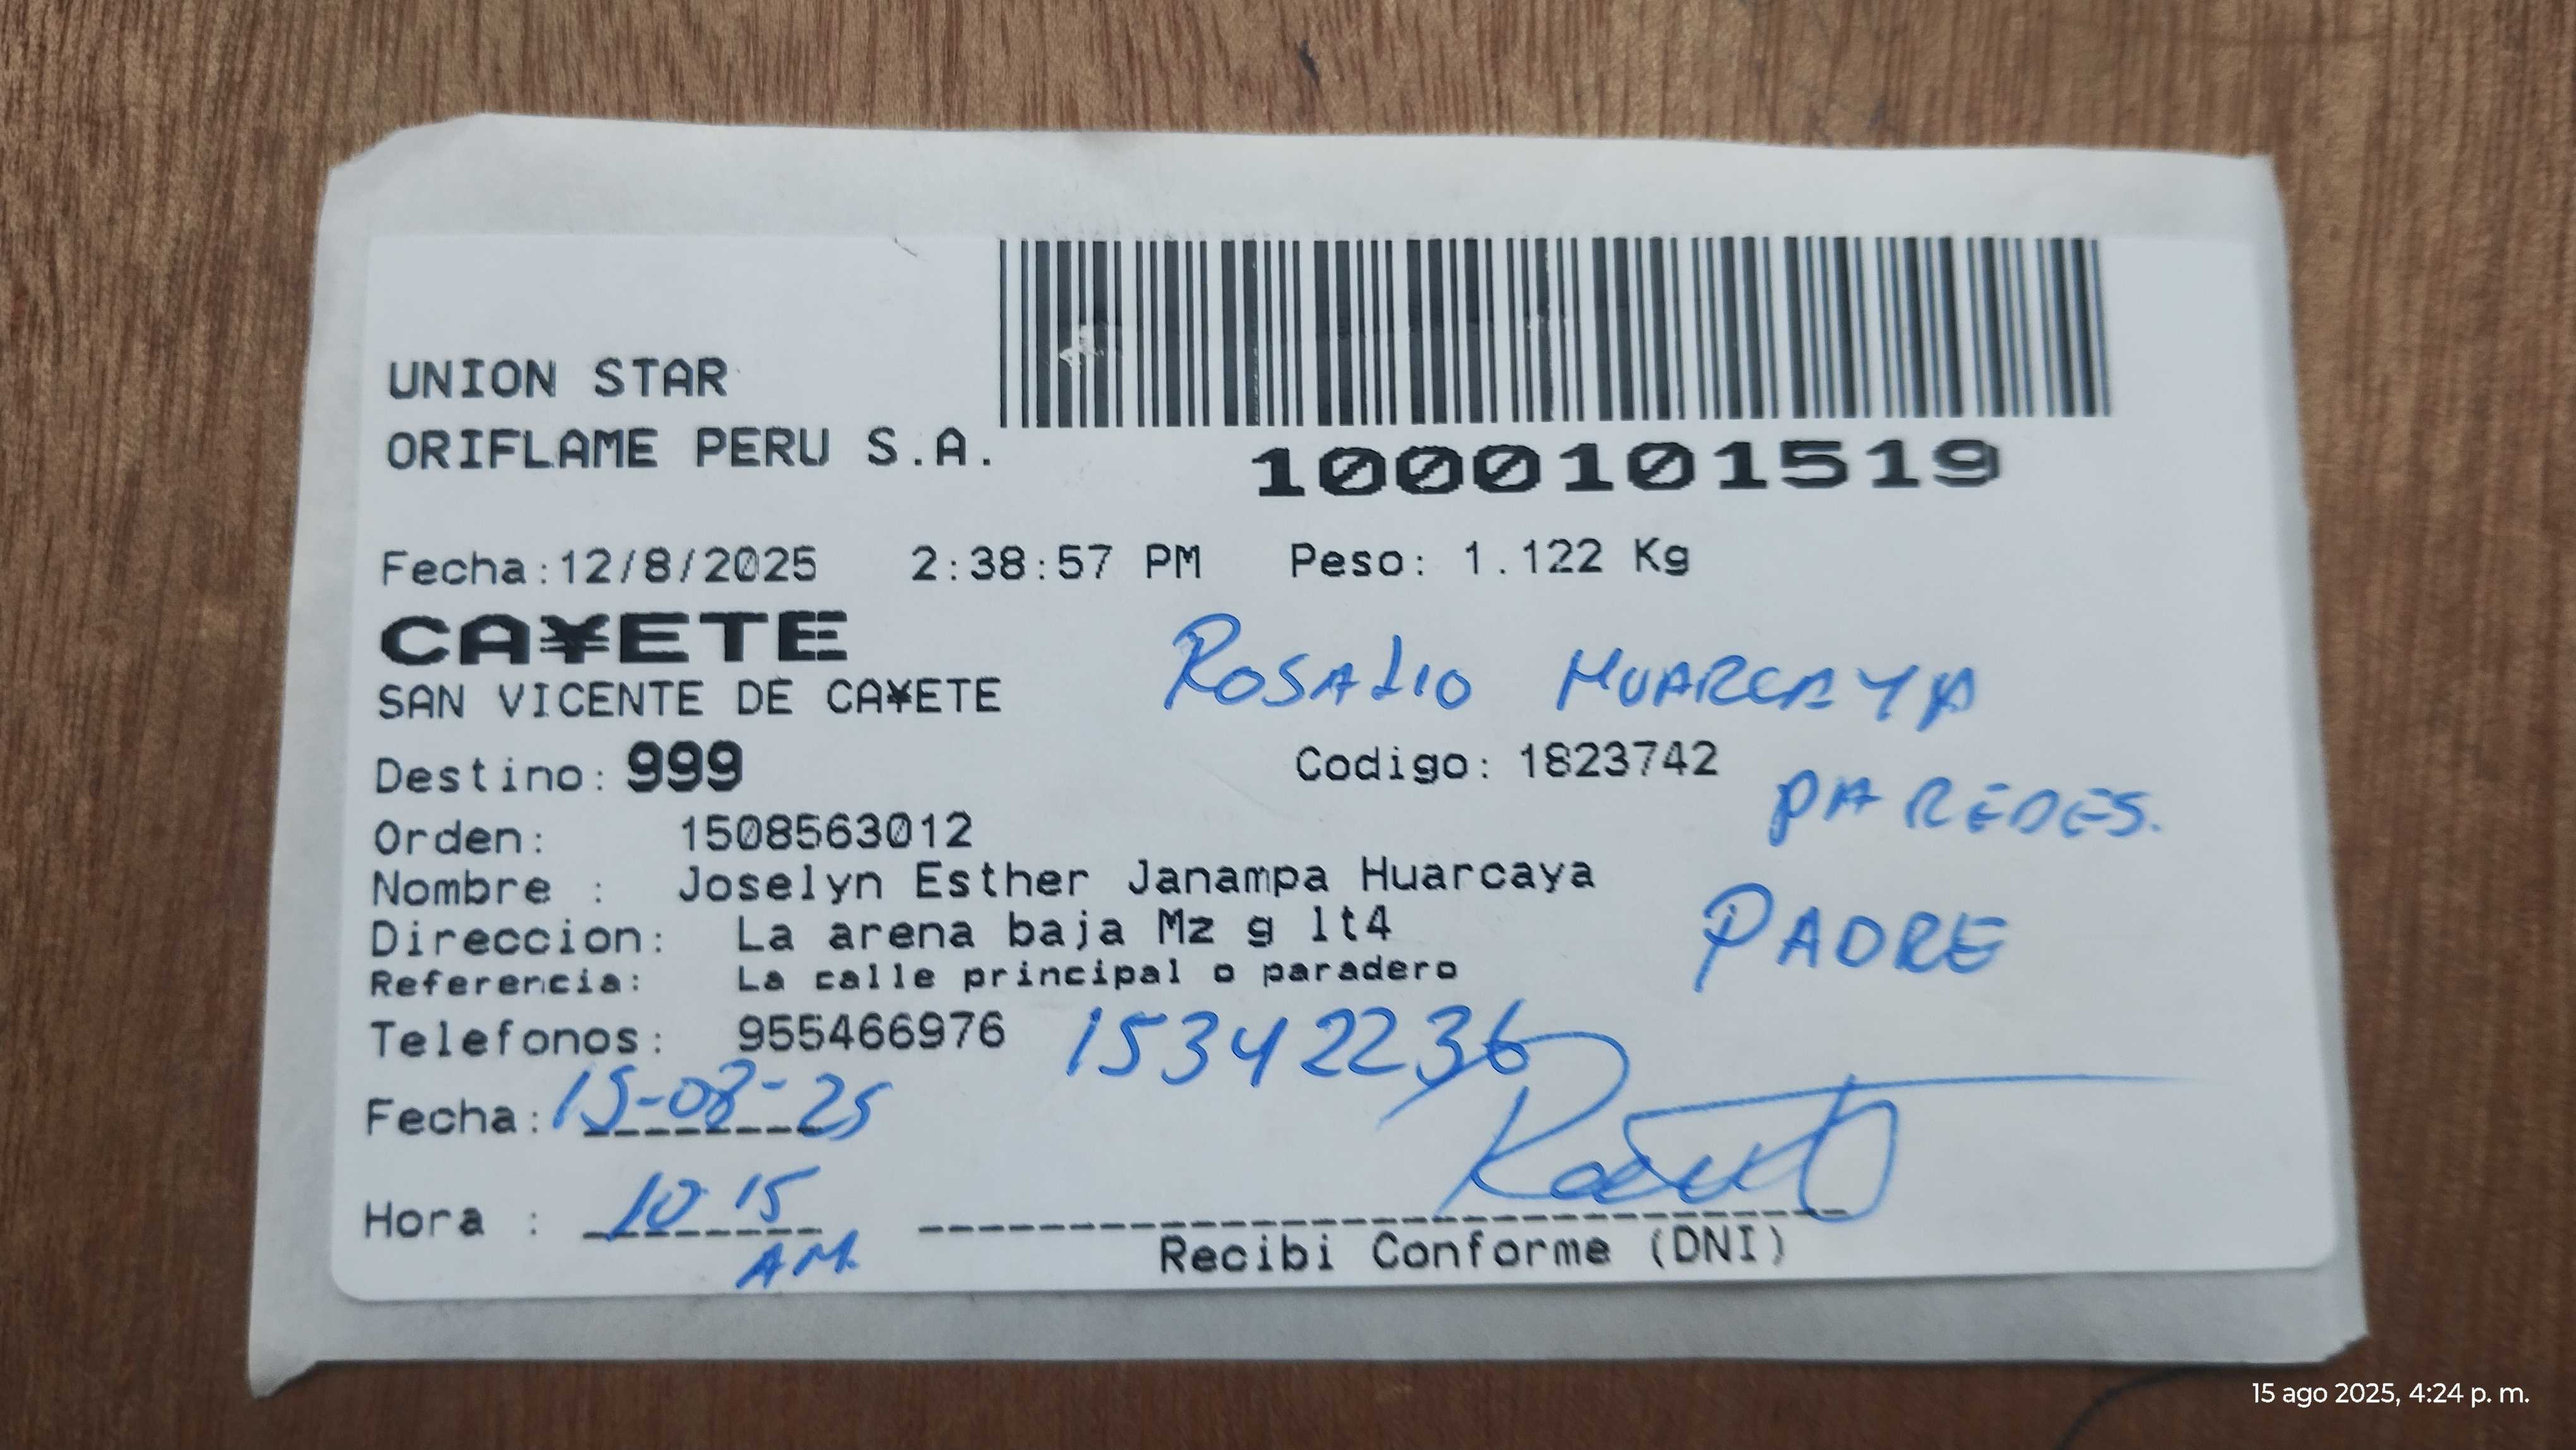 UNION STAR
ORIFLAME PERU S.A.
1000101519
Fecha:12/8/2025 2:38:57 PM Peso: 1.122 Kg
CA¥ETE
SAN VICENTE DE CA¥ETE
ROSALIO HUARCAYA
PAREDES.
PADRE
Destino: 999 Codigo: 1823742
Orden: 1508563012
Nombre : Joselyn Esther Janampa Huarcaya
Direccion: La arena baja Mz g lt4
Referencia: La calle principal o paradero
Telefonos: 955466976 15342236
Fecha: 15-08-25
Hora : 10 15
AM.
Recibi Conforme (DNI)
15 ago 2025, 4:24 p. m.